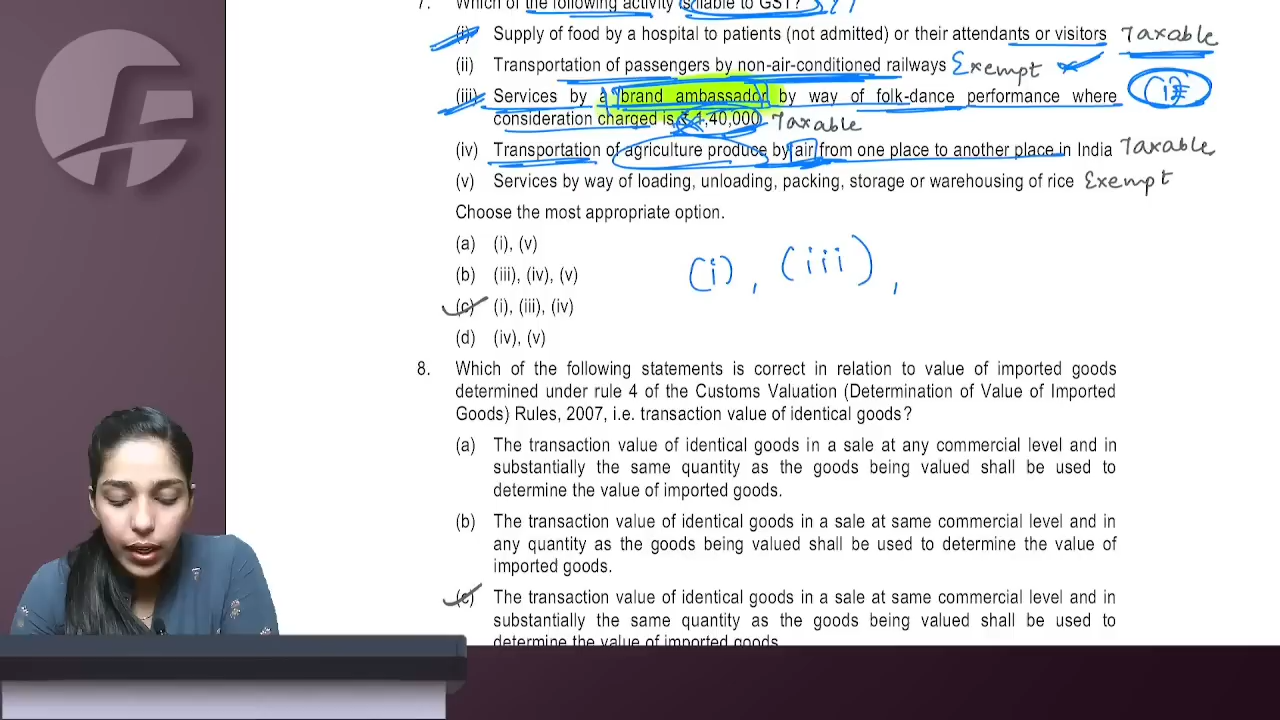 7. Which of the following activity is liable to GST?
(i) Supply of food by a hospital to patients (not admitted) or their attendants or visitors Taxable
(ii) Transportation of passengers by non-air-conditioned railways Exempt
(iii) Services by a brand ambassador by way of folk-dance performance where
consideration charged is ₹ 1,40,000 Taxable
(iv) Transportation of agriculture produce by air from one place to another place in India Taxable
(v) Services by way of loading, unloading, packing, storage or warehousing of rice Exempt
Choose the most appropriate option.
(a) (i), (v)
(b) (iii), (iv), (v)
(c) (i), (iii), (iv)
(d) (iv), (v)
(i), (iii),
8. Which of the following statements is correct in relation to value of imported goods
determined under rule 4 of the Customs Valuation (Determination of Value of Imported
Goods) Rules, 2007, i.e. transaction value of identical goods?
(a) The transaction value of identical goods in a sale at any commercial level and in
substantially the same quantity as the goods being valued shall be used to
determine the value of imported goods.
(b) The transaction value of identical goods in a sale at same commercial level and in
any quantity as the goods being valued shall be used to determine the value of
imported goods.
(c) The transaction value of identical goods in a sale at same commercial level and in
substantially the same quantity as the goods being valued shall be used to
determine the value of imported goods.